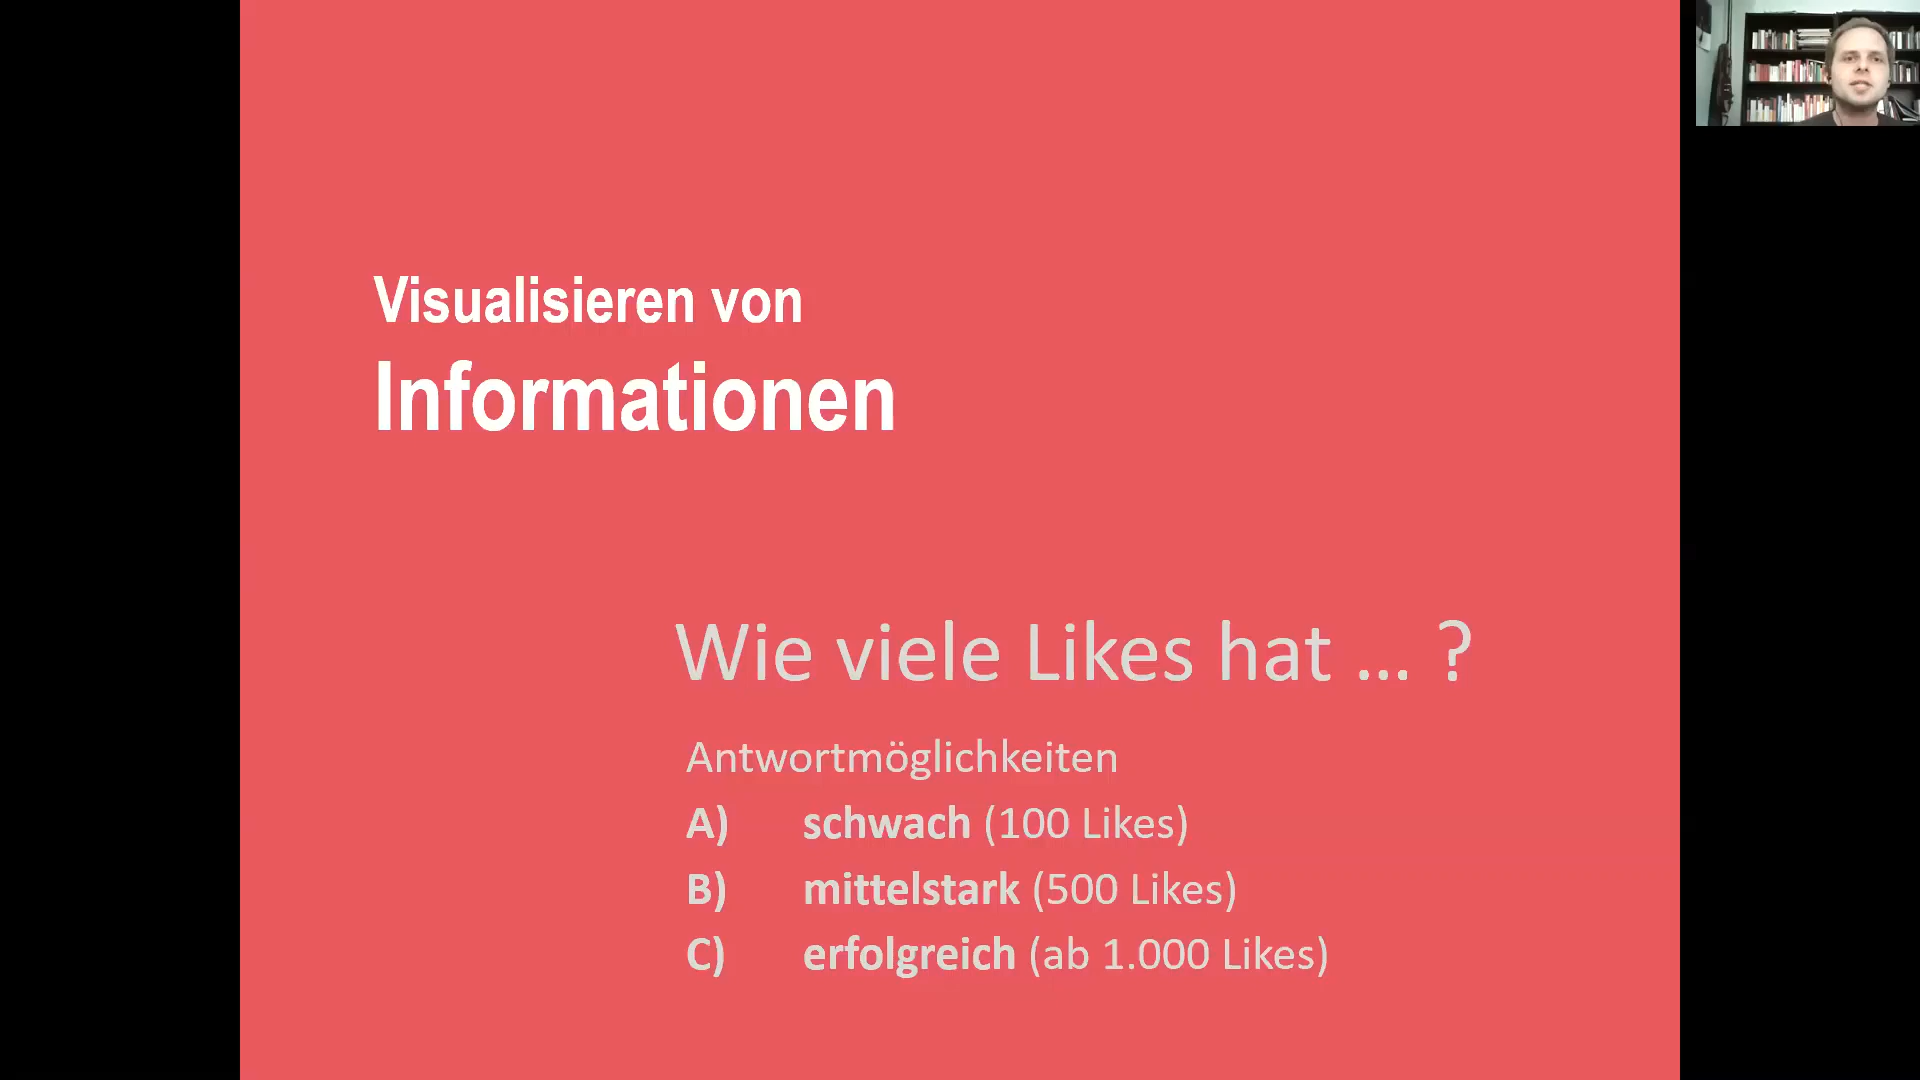 Visualisieren von
Informationen
Wie viele Likes hat ... ?
Antwortmöglichkeiten
A) schwach (100 Likes)
B) mittelstark (500 Likes)
C) erfolgreich (ab 1.000 Likes)